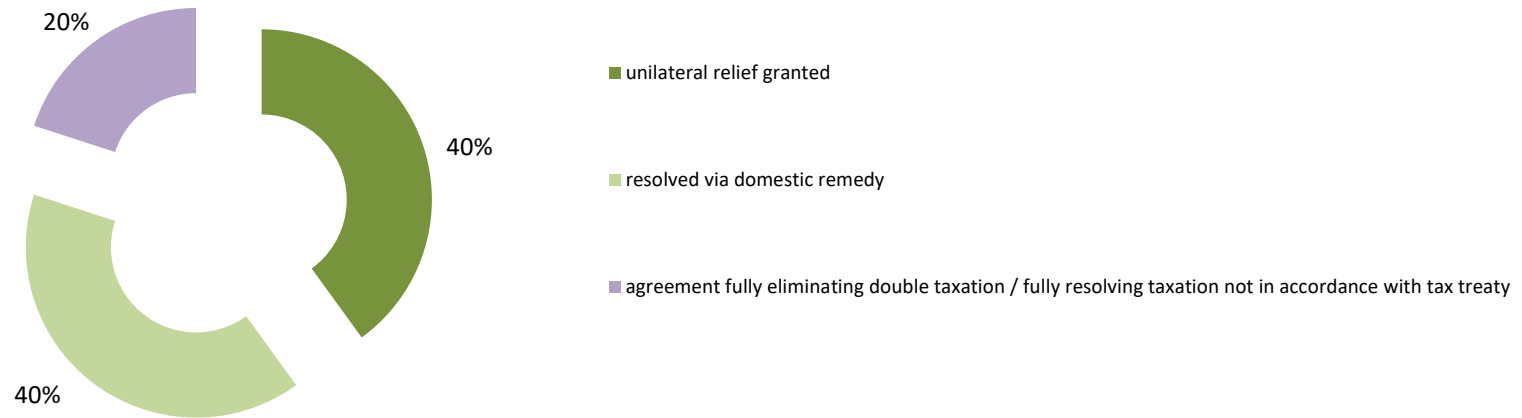 20%
unilateral relief granted
40%
resolved via domestic remedy
agreement fully eliminating double taxation / fully resolving taxation not in accordance with tax treaty
40%